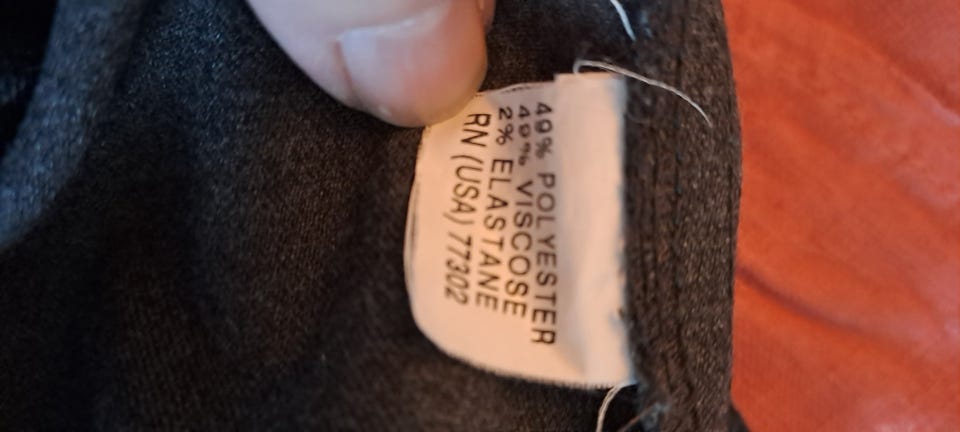 49% POLYESTER
49% VISCOSE
2% ELASTANE
RN (USA) 77302